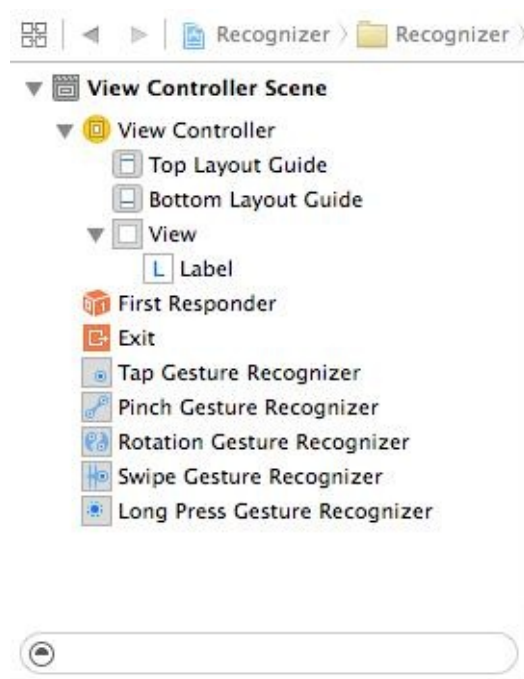 Recognizer Recognizer
View Controller Scene
View Controller
Top Layout Guide
Bottom Layout Guide
View
L Label
First Responder
Exit
Tap Gesture Recognizer
Pinch Gesture Recognizer
Rotation Gesture Recognizer
Swipe Gesture Recognizer
Long Press Gesture Recognizer